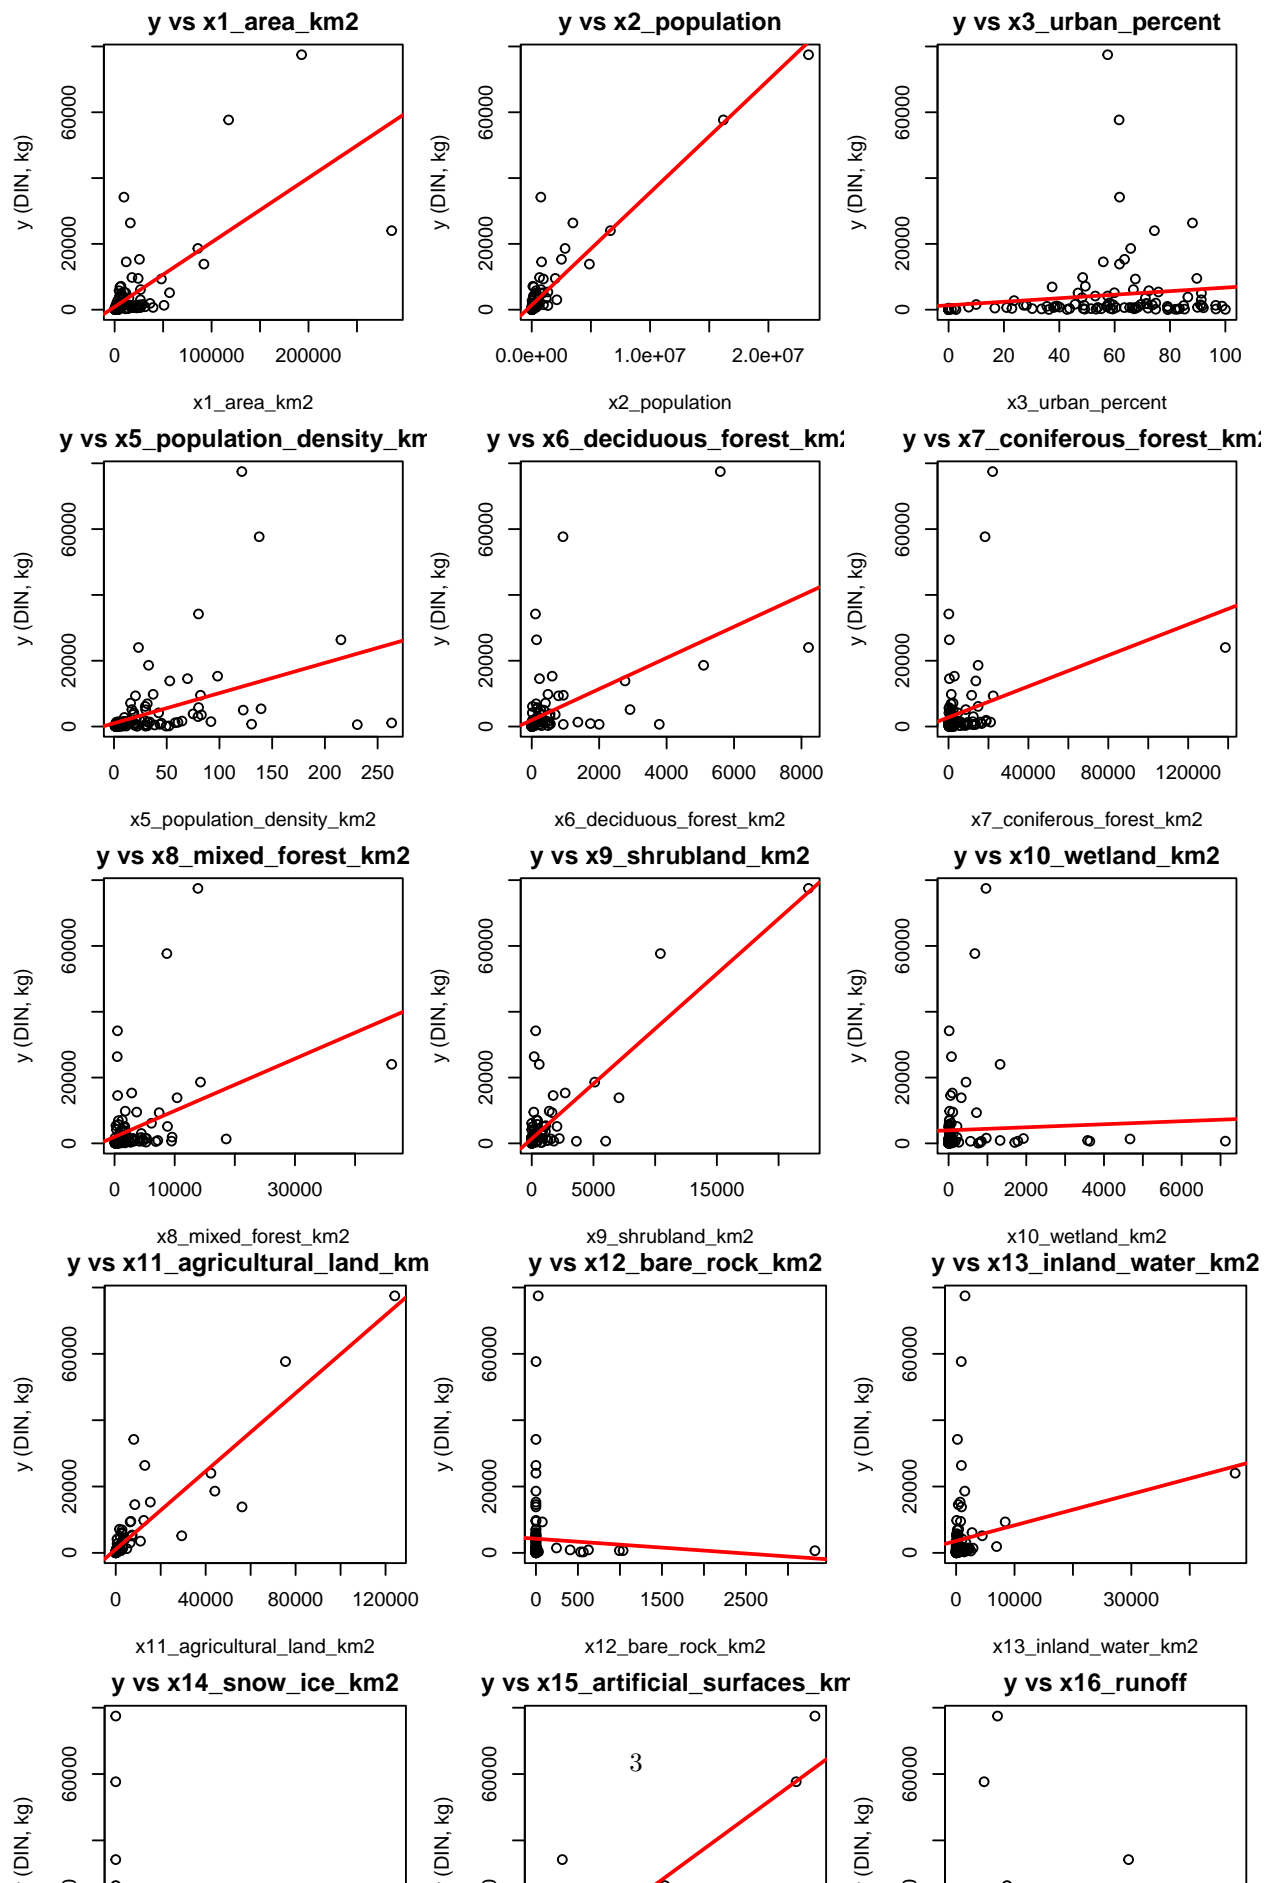 y vs x1_area_km2 y vs x2_population y vs x3_urban_percent
y (DIN, kg) y (DIN, kg) y (DIN, kg)
60000 60000 60000
20000 20000 20000
0 0 0
0 100000 200000 0.0e+00 1.0e+07 2.0e+07 0 20 40 60 80 100
x1_area_km2 x2_population x3_urban_percent
y vs x5_population_density_km y vs x6_deciduous_forest_km2 y vs x7_coniferous_forest_km2
y (DIN, kg) y (DIN, kg) y (DIN, kg)
60000 60000 60000
20000 20000 20000
0 0 0
0 50 100 150 200 250 0 2000 4000 6000 8000 0 40000 80000 120000
x5_population_density_km2 x6_deciduous_forest_km2 x7_coniferous_forest_km2
y vs x8_mixed_forest_km2 y vs x9_shrubland_km2 y vs x10_wetland_km2
y (DIN, kg) y (DIN, kg) y (DIN, kg)
60000 60000 60000
20000 20000 20000
0 0 0
0 10000 30000 0 5000 15000 0 2000 4000 6000
x8_mixed_forest_km2 x9_shrubland_km2 x10_wetland_km2
y vs x11_agricultural_land_km y vs x12_bare_rock_km2 y vs x13_inland_water_km2
y (DIN, kg) y (DIN, kg) y (DIN, kg)
60000 60000 60000
20000 20000 20000
0 0 0
0 40000 80000 120000 0 500 1500 2500 0 10000 30000
x11_agricultural_land_km2 x12_bare_rock_km2 x13_inland_water_km2
y vs x14_snow_ice_km2 y vs x15_artificial_surfaces_km y vs x16_runoff
60000 60000 60000
3
(DIN, kg) (DIN, kg) (DIN, kg)